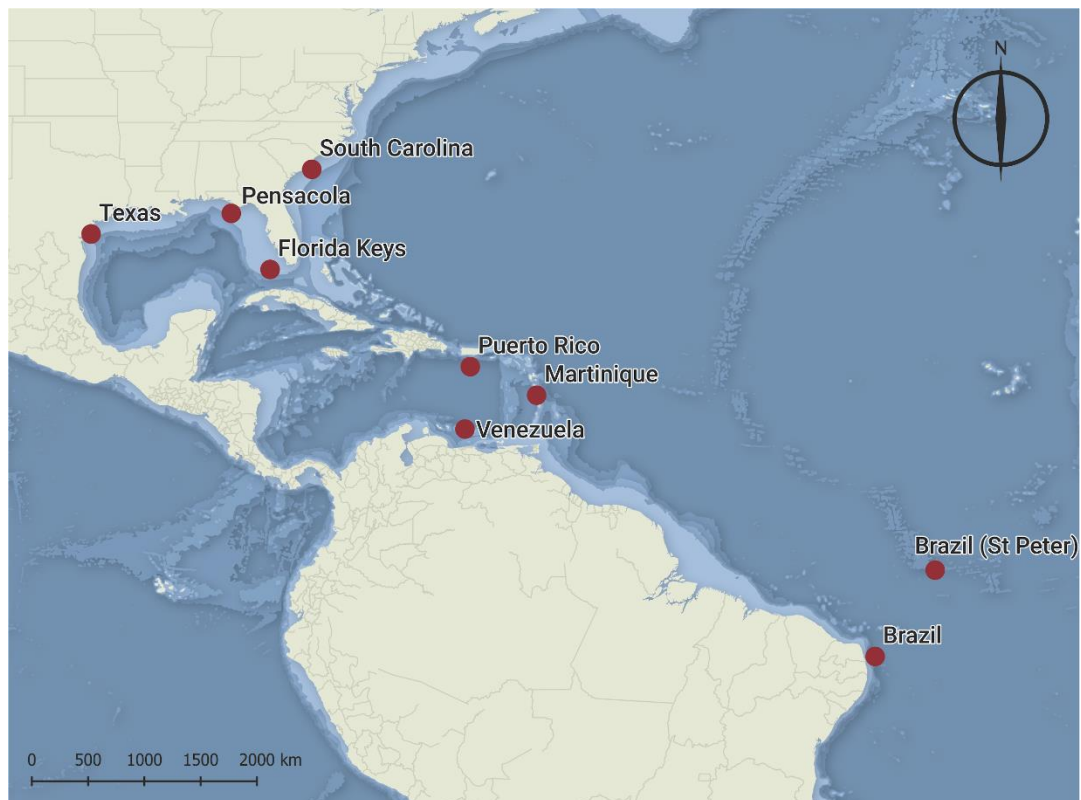 N
South Carolina
Pensacola
Texas
Florida Keys
Puerto Rico
Martinique
Venezuela
Brazil (St Peter)
Brazil
0 500 1000 1500 2000 km